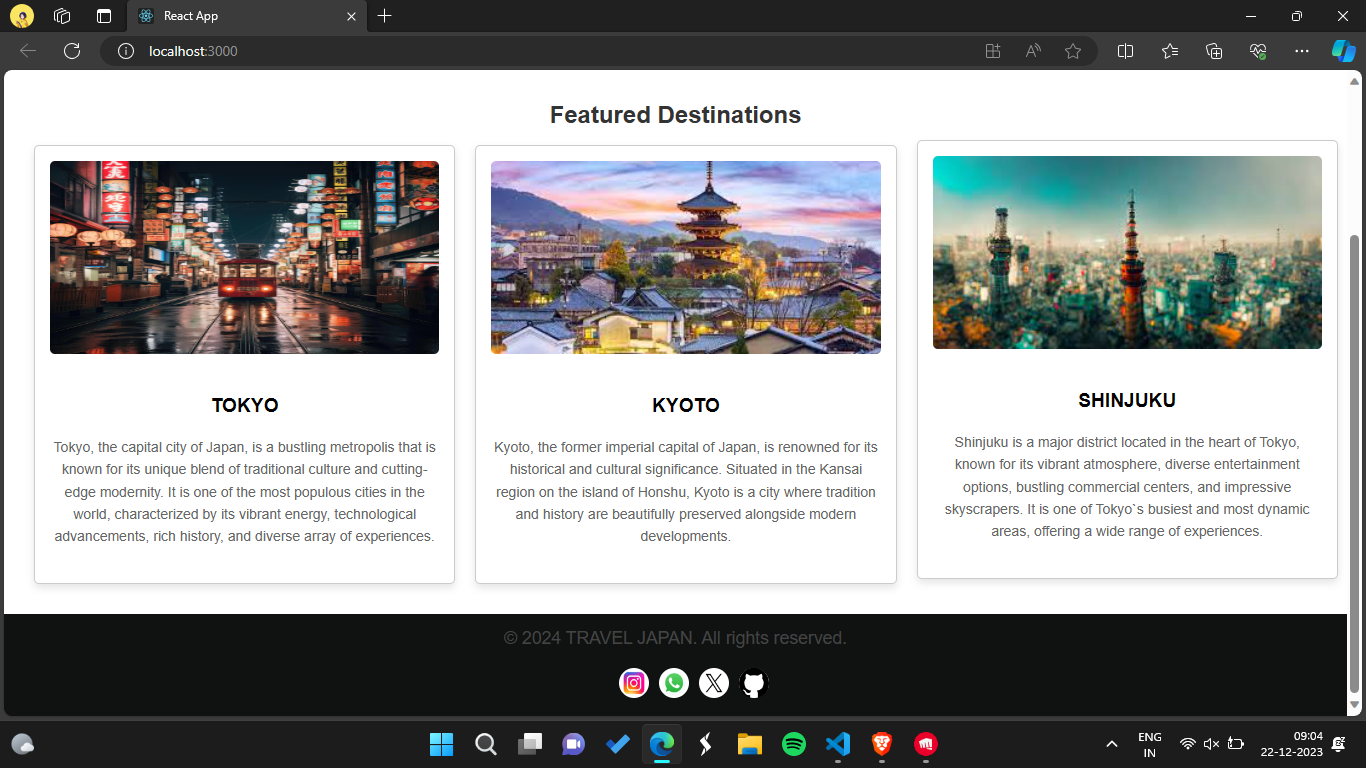 React App
localhost:3000
Featured Destinations
TOKYO
Tokyo, the capital city of Japan, is a bustling metropolis that is
known for its unique blend of traditional culture and cutting-
edge modernity. It is one of the most populous cities in the
world, characterized by its vibrant energy, technological
advancements, rich history, and diverse array of experiences.
KYOTO
Kyoto, the former imperial capital of Japan, is renowned for its
historical and cultural significance. Situated in the Kansai
region on the island of Honshu, Kyoto is a city where tradition
and history are beautifully preserved alongside modern
developments.
SHINJUKU
Shinjuku is a major district located in the heart of Tokyo,
known for its vibrant atmosphere, diverse entertainment
options, bustling commercial centers, and impressive
skyscrapers. It is one of Tokyo`s busiest and most dynamic
areas, offering a wide range of experiences.
© 2024 TRAVEL JAPAN. All rights reserved.
ENG
IN
09:04
22-12-2023